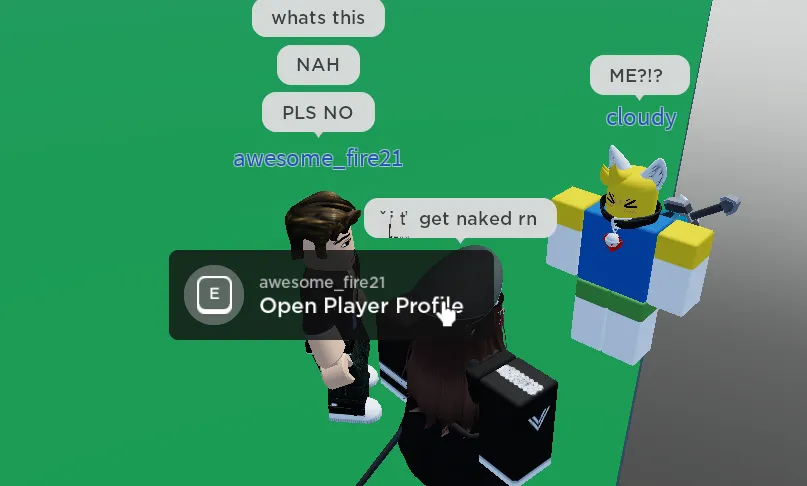 whats this
NAH
PLS NO
awesome_fire21
ME?!?
cloudy
get naked rn
awesome_fire21
E
Open Player Profile